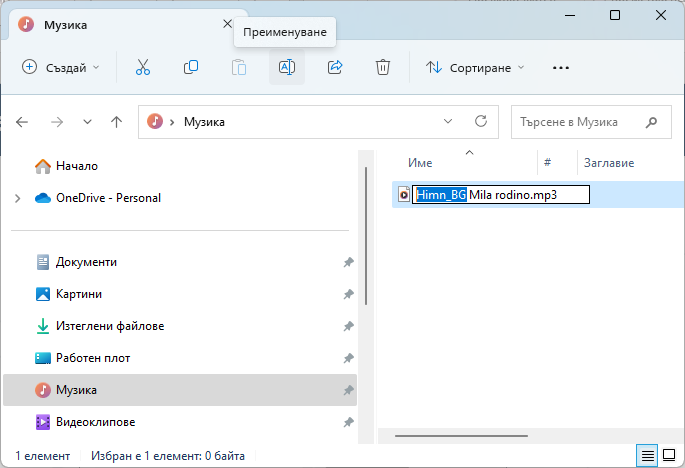 Музика
Преименуване
Създай
Сортиране
Музика
Търсене в Музика
Начало
OneDrive - Personal
Документи
Картини
Изтеглени файлове
Работен плот
Музика
Видеоклипове
Име # Заглавие
Himn_BG Mila rodino.mp3
1 елемент Избран е 1 елемент: 0 байта